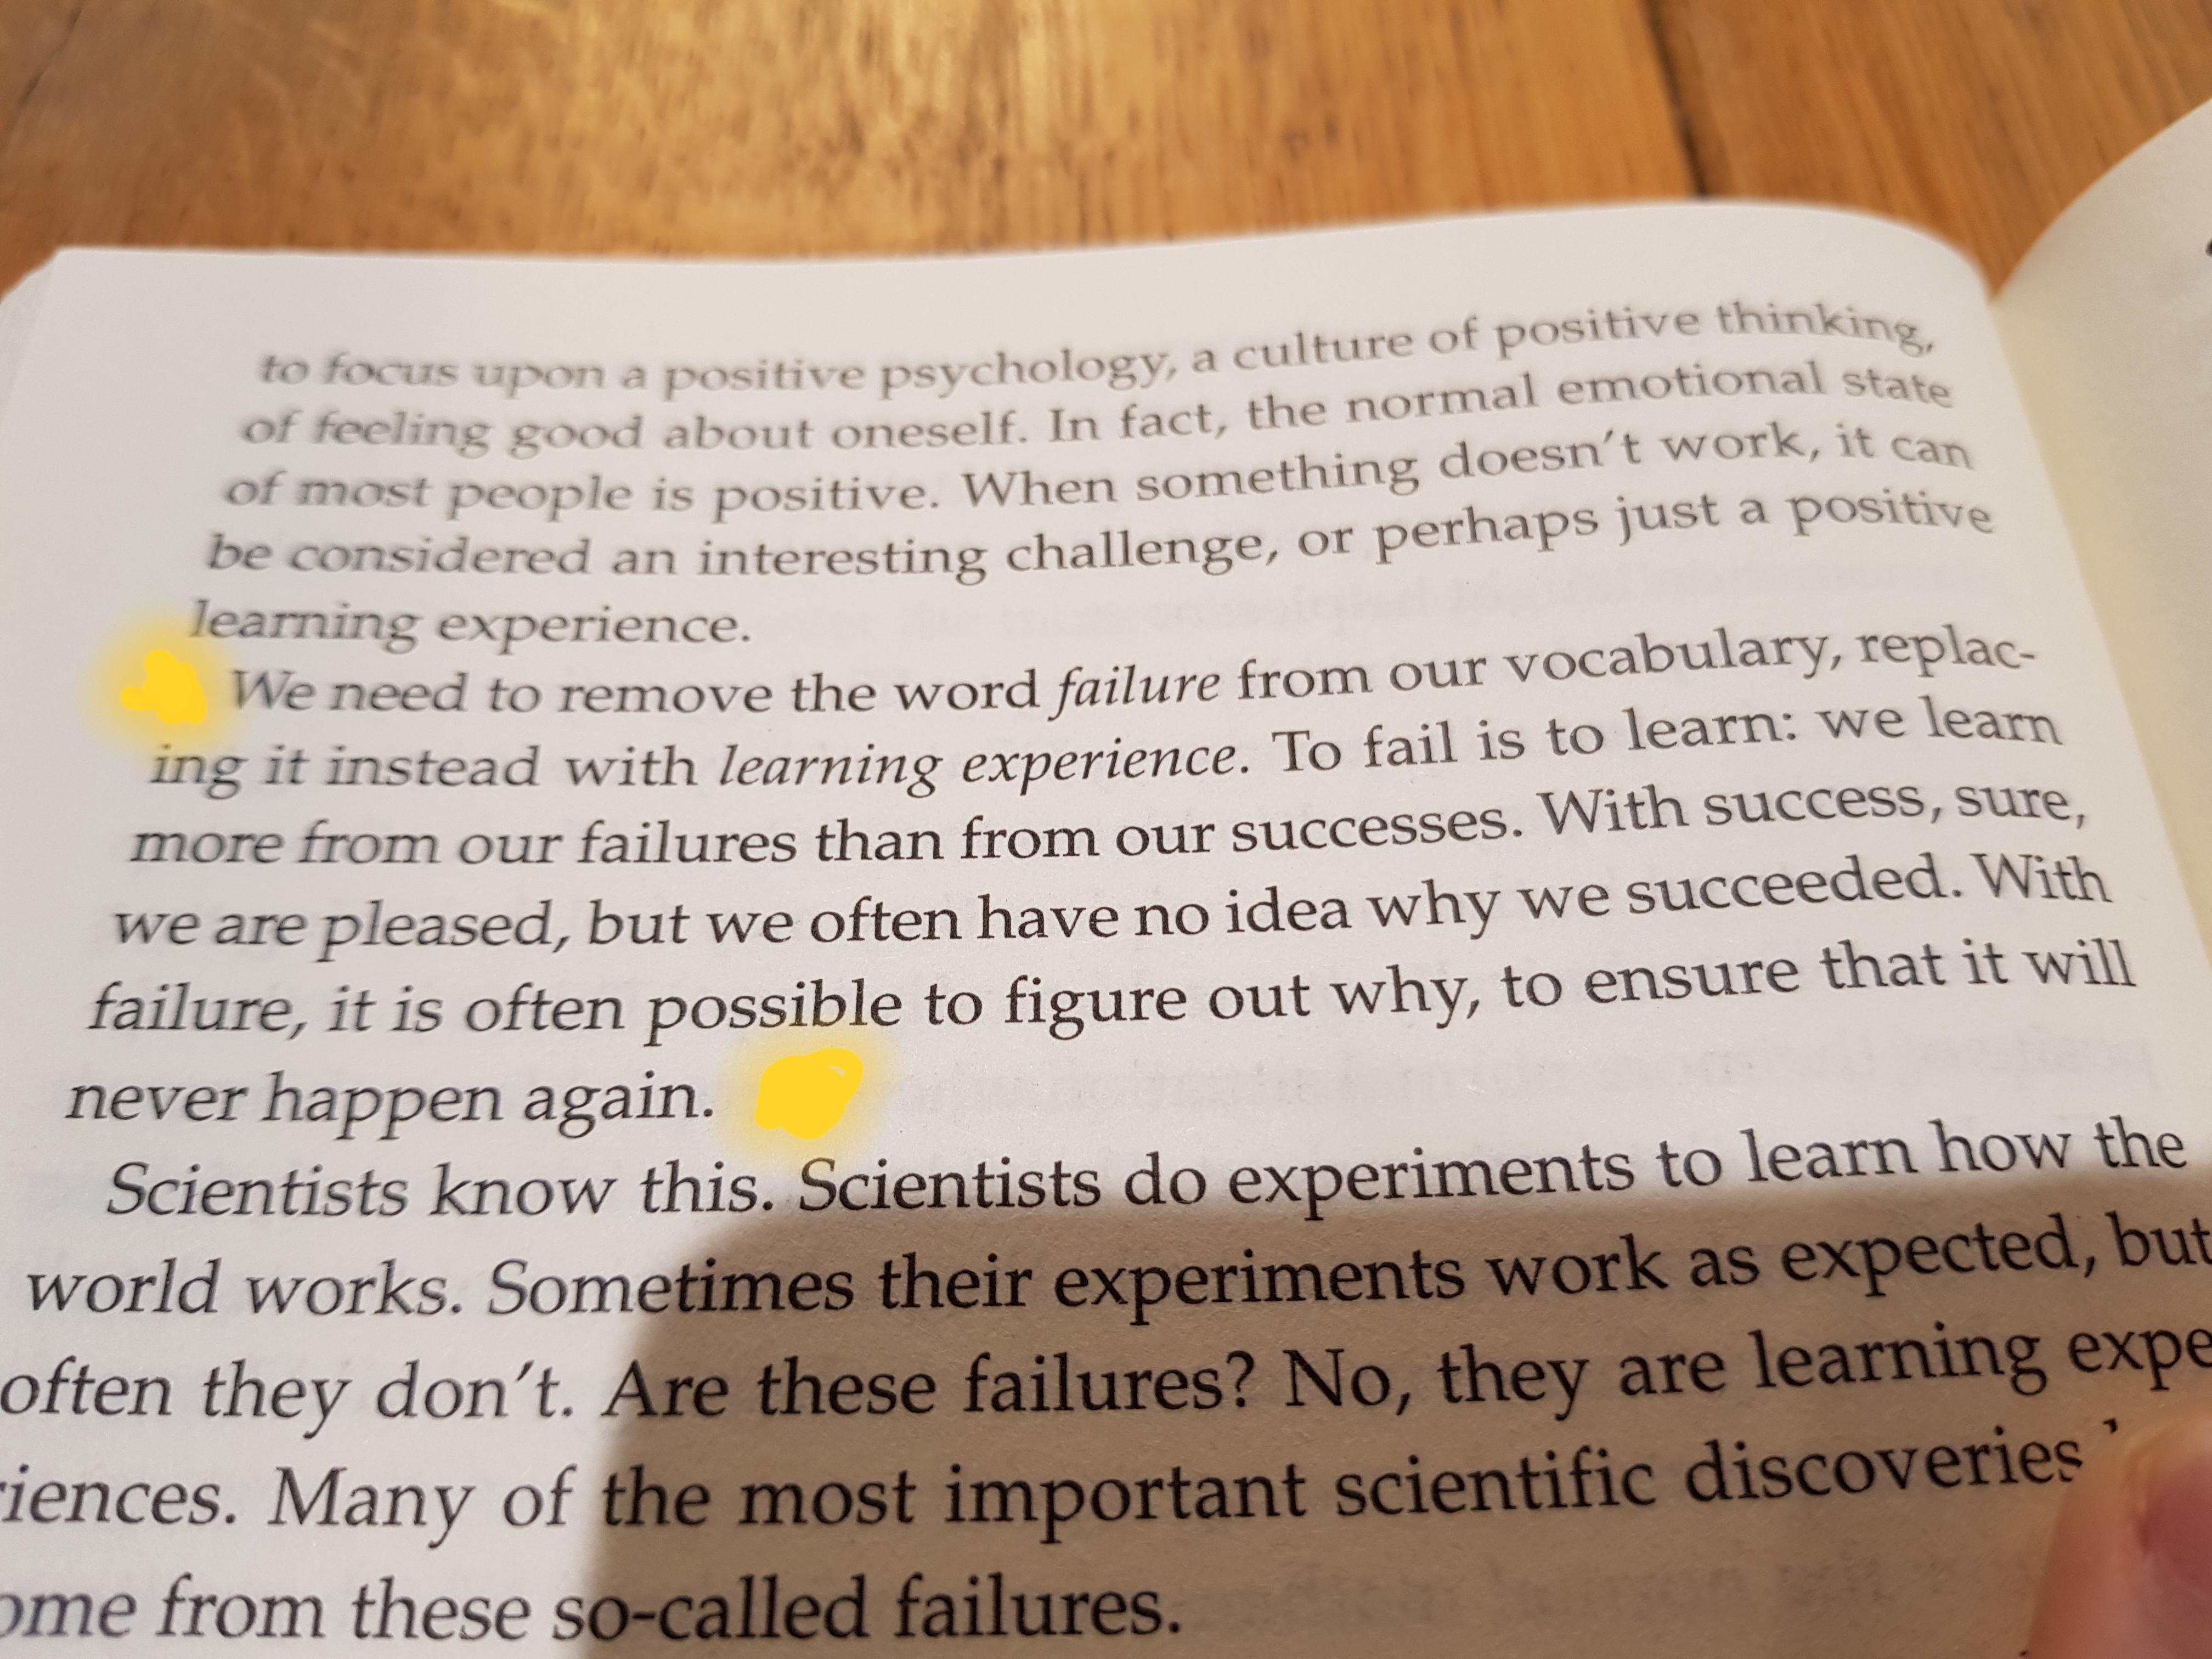 to focus upon a positive psychology, a culture of positive thinking,
of feeling good about oneself. In fact, the normal emotional state
of most people is positive. When something doesn't work, it can
be considered an interesting challenge, or perhaps just a positive
learning experience.
We need to remove the word failure from our vocabulary, replac-
ing it instead with learning experience. To fail is to learn: we learn
more from our failures than from our successes. With success, sure,
we are pleased, but we often have no idea why we succeeded. With
failure, it is often possible to figure out why, to ensure that it will
never happen again.
Scientists know this. Scientists do experiments to learn how the
world works. Sometimes their experiments work as expected, but
often they don't. Are these failures? No, they are learning expe
iences. Many of the most important scientific discoveries
ome from these so-called failures.